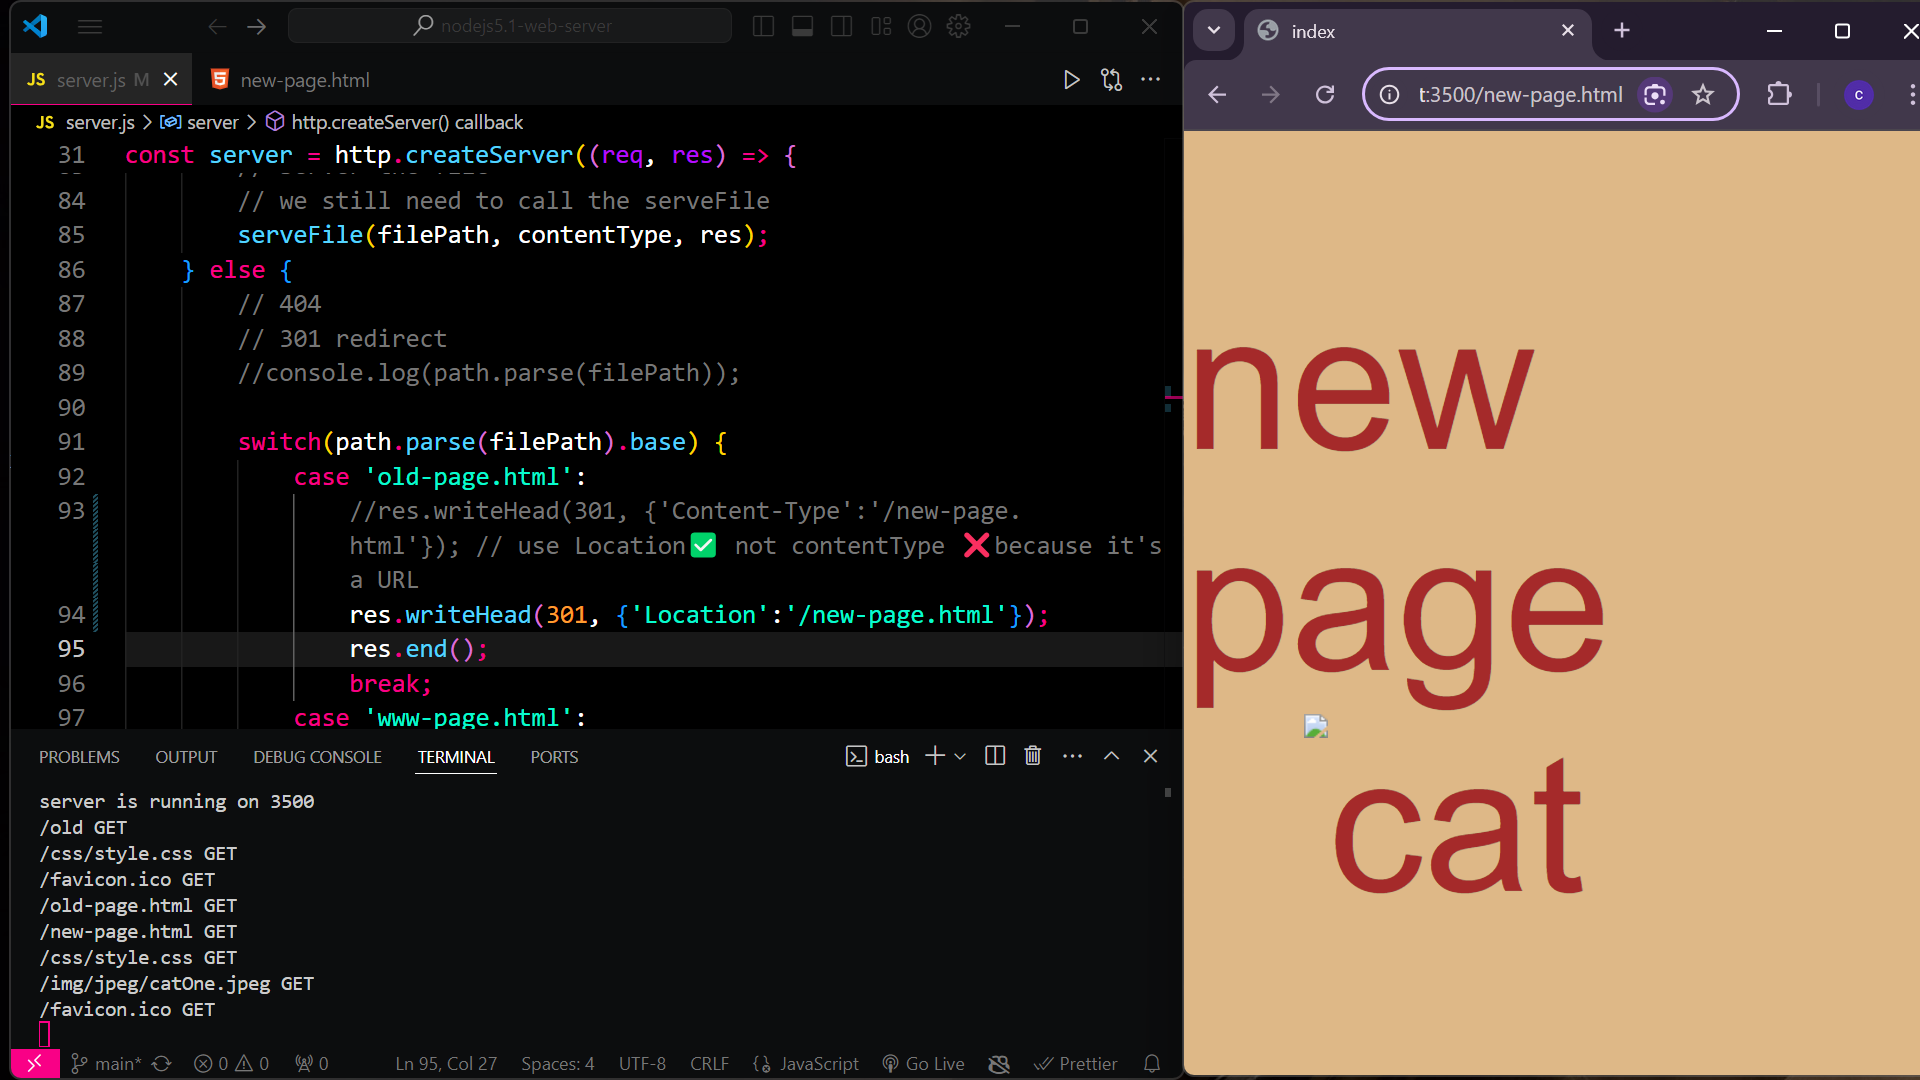 nodejs5.1-web-server
JS server.js M
new-page.html
JS server.js > server > http.createServer() callback
31 const server = http.createServer((req, res) => {
84 // we still need to call the serveFile
85 serveFile(filePath, contentType, res);
86 } else {
87 // 404
88 // 301 redirect
89 //console.log(path.parse(filePath));
90
91 switch(path.parse(filePath).base) {
92 case 'old-page.html':
93 //res.writeHead(301, {'Content-Type':'/new-page.
html'}); // use Location✅ not contentType ❌because it's
a URL
94 res.writeHead(301, {'Location':'/new-page.html'});
95 res.end();
96 break;
97 case 'www-page.html':
PROBLEMS OUTPUT DEBUG CONSOLE TERMINAL PORTS
bash
server is running on 3500
/old GET
/css/style.css GET
/favicon.ico GET
/old-page.html GET
/new-page.html GET
/css/style.css GET
/img/jpeg/catOne.jpeg GET
/favicon.ico GET
main* 0 0 0 Ln 95, Col 27 Spaces: 4 UTF-8 CRLF JavaScript Go Live Prettier
index
t:3500/new-page.html
c
new
page
cat